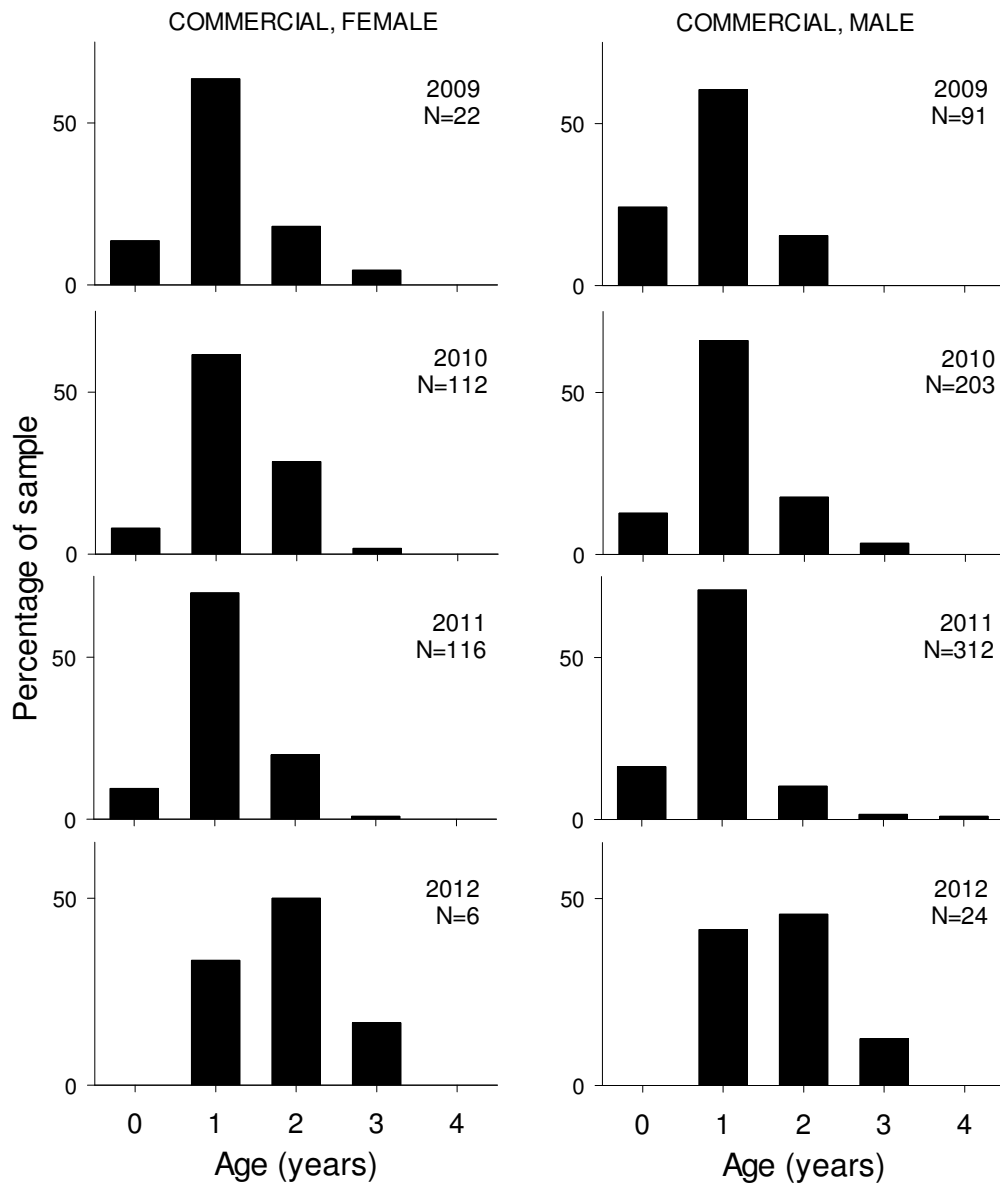 COMMERCIAL, FEMALE
COMMERCIAL, MALE
Percentage of sample
2009
N=22
50
0
2009
N=91
50
0
2010
N=112
50
0
2010
N=203
50
0
2011
N=116
50
0
2011
N=312
50
0
2012
N=6
50
0
2012
N=24
50
0
0 1 2 3 4
Age (years)
0 1 2 3 4
Age (years)